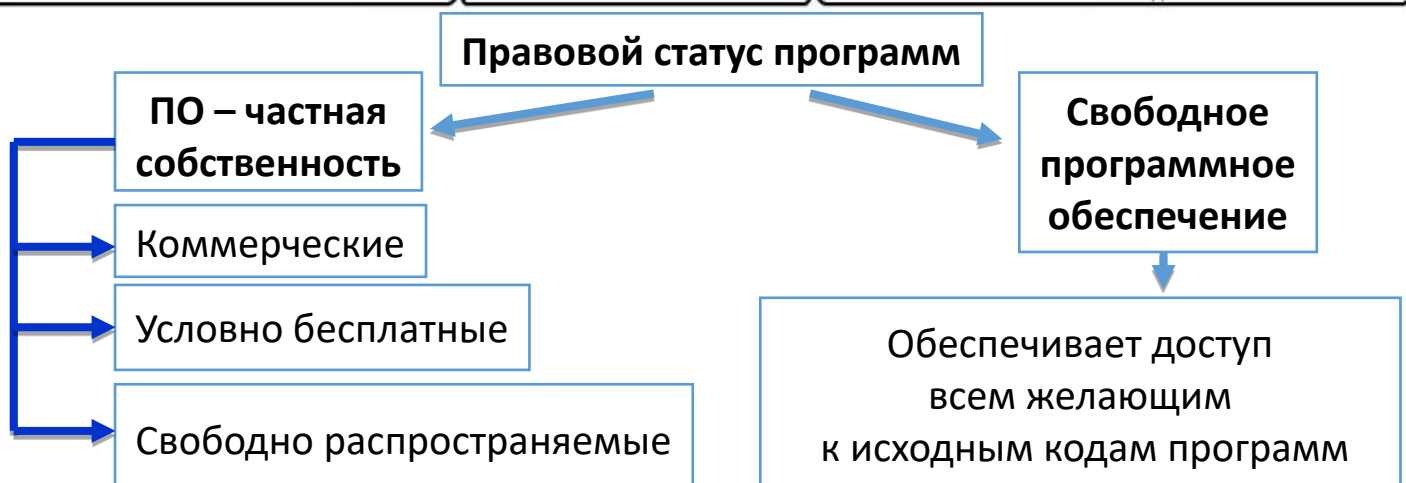 Правовой статус программ
ПО – частная
собственность
Коммерческие
Условно бесплатные
Свободно распространяемые
Свободное
программное
обеспечение
Обеспечивает доступ
всем желающим
к исходным кодам программ